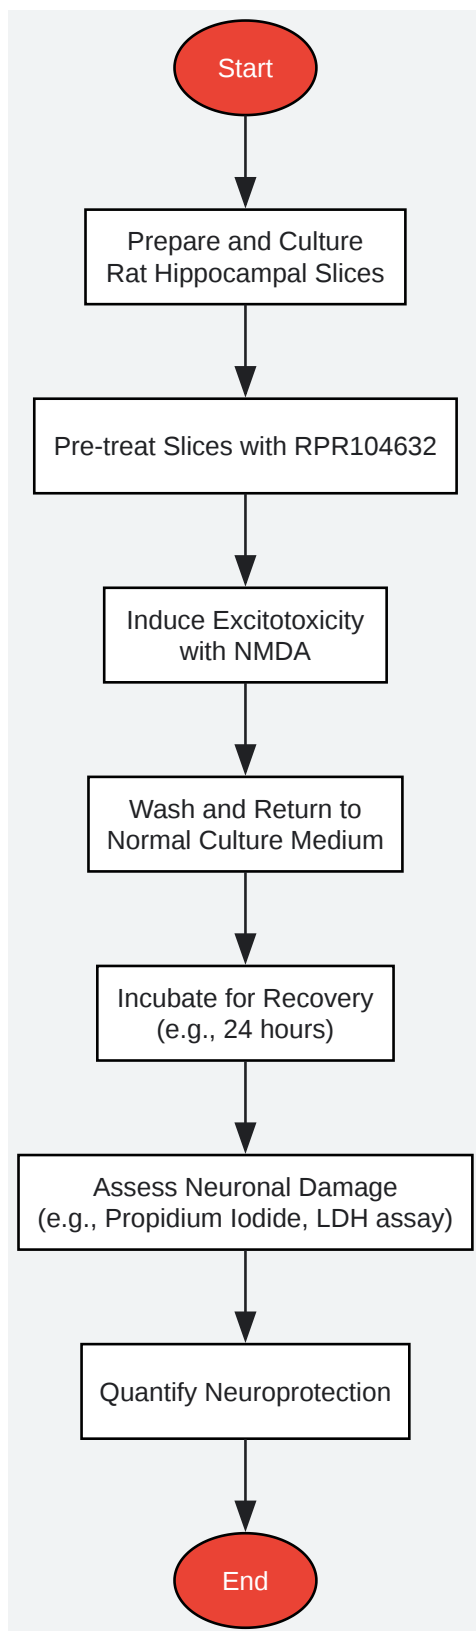 Start
Prepare and Culture
Rat Hippocampal Slices
Pre-treat Slices with RPR104632
Induce Excitotoxicity
with NMDA
Wash and Return to
Normal Culture Medium
Incubate for Recovery
(e.g., 24 hours)
Assess Neuronal Damage
(e.g., Propidium Iodide, LDH assay)
Quantify Neuroprotection
End